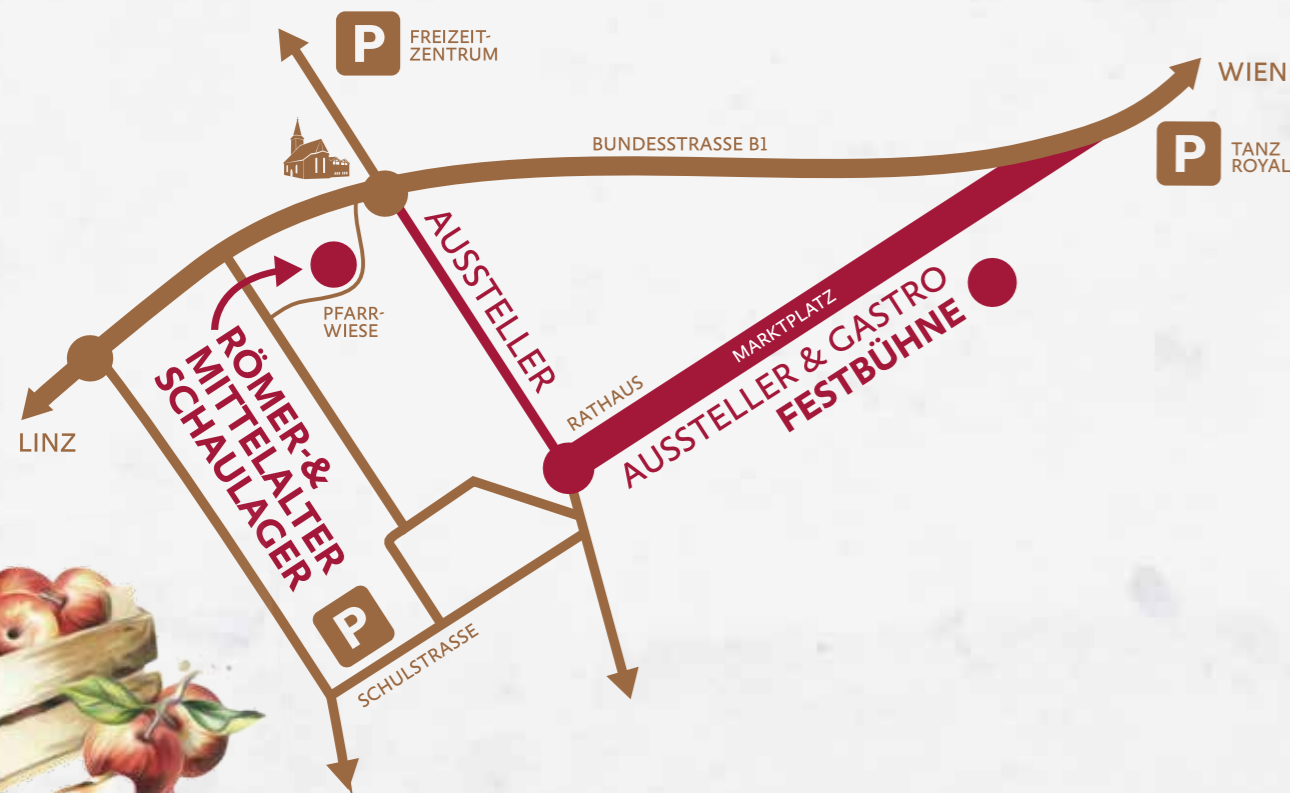 P
FREIZEIT-
ZENTRUM
WIEN
BUNDESSTRASSE B1
P
TANZ
ROYAL
AUSSTELLER
PFARR-
WIESE
MARKTPLATZ
RATHAUS
AUSSTELLER & GASTRO
FESTBÜHNE
LINZ
RÖMER-&
MITTELALTER
SCHAULAGER
P
SCHULSTRASSE